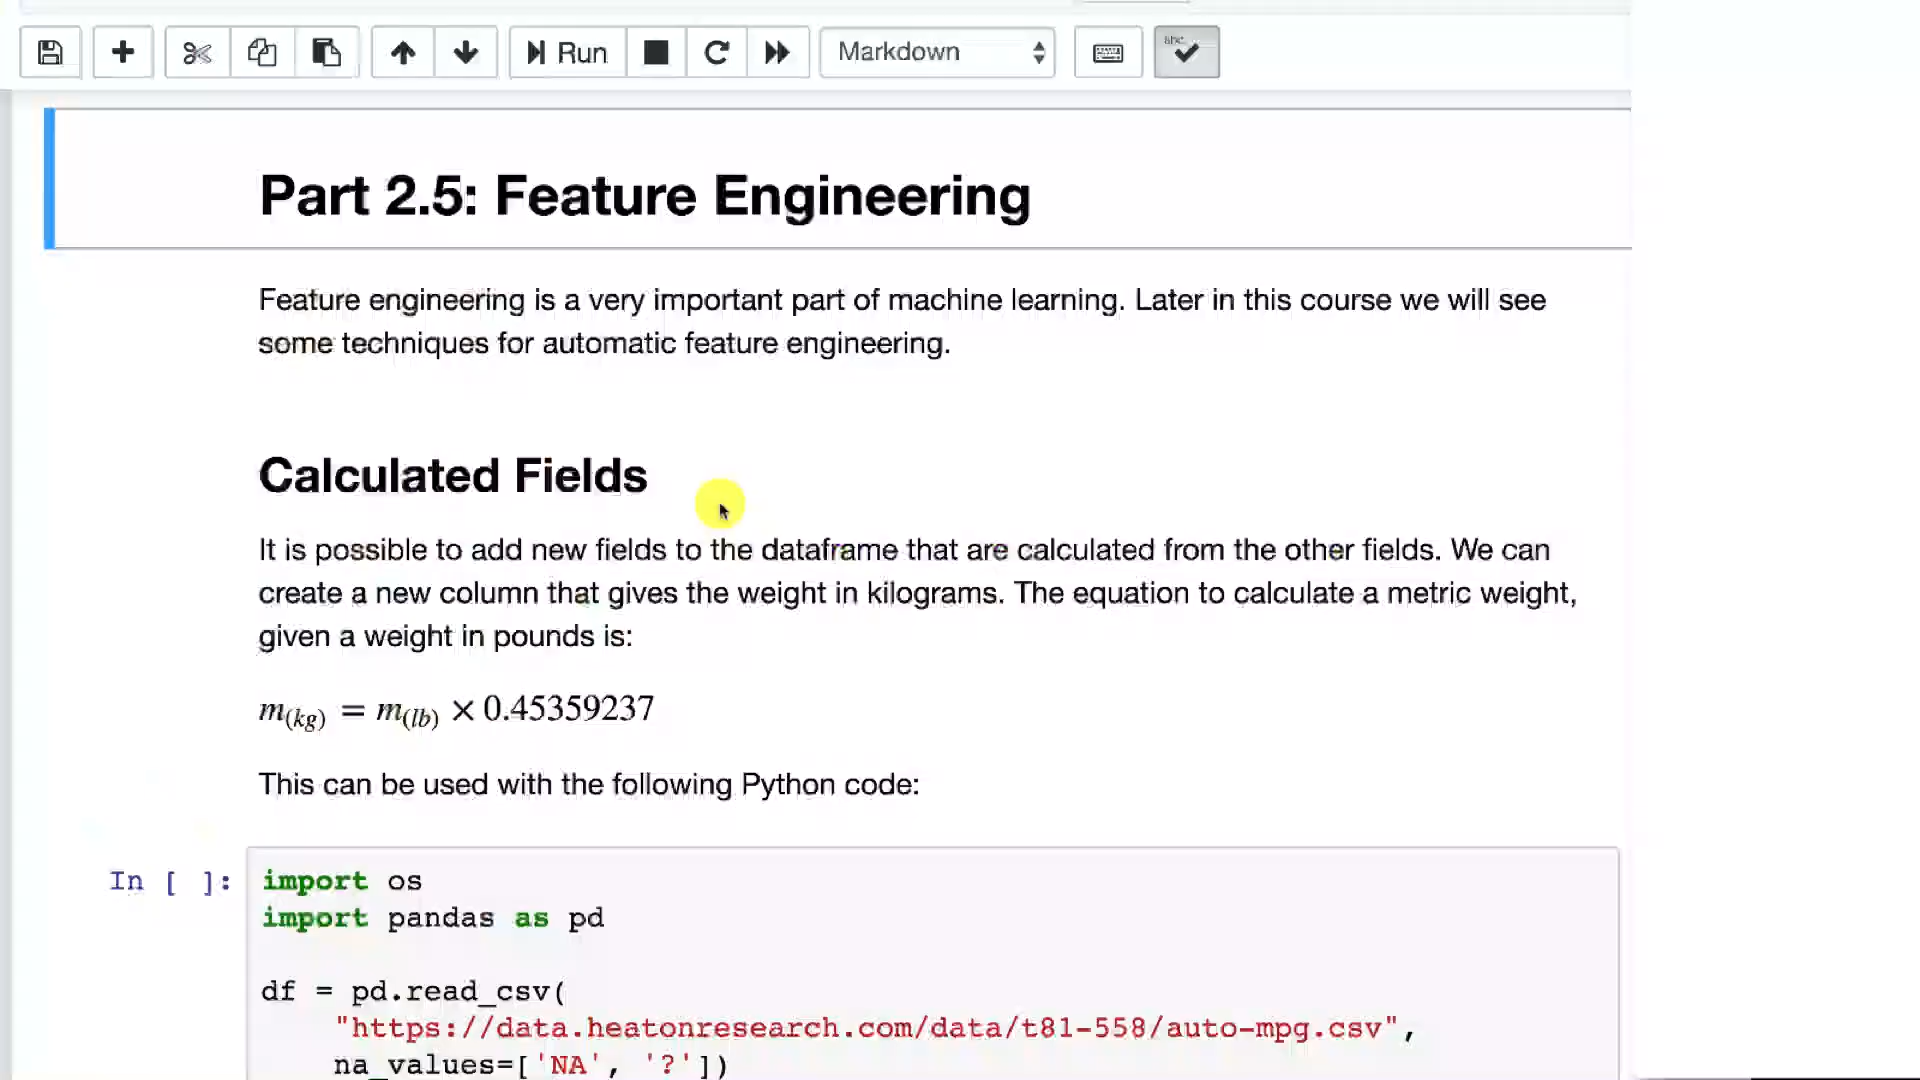 Run
Markdown
abc
Part 2.5: Feature Engineering
Feature engineering is a very important part of machine learning. Later in this course we will see
some techniques for automatic feature engineering.
Calculated Fields
It is possible to add new fields to the dataframe that are calculated from the other fields. We can
create a new column that gives the weight in kilograms. The equation to calculate a metric weight,
given a weight in pounds is:
m(kg) = m(lb) × 0.45359237
This can be used with the following Python code:
In [ ]:
import os
import pandas as pd
df = pd.read_csv(
"https://data.heatonresearch.com/data/t81-558/auto-mpg.csv",
na_values=['NA', '?'])